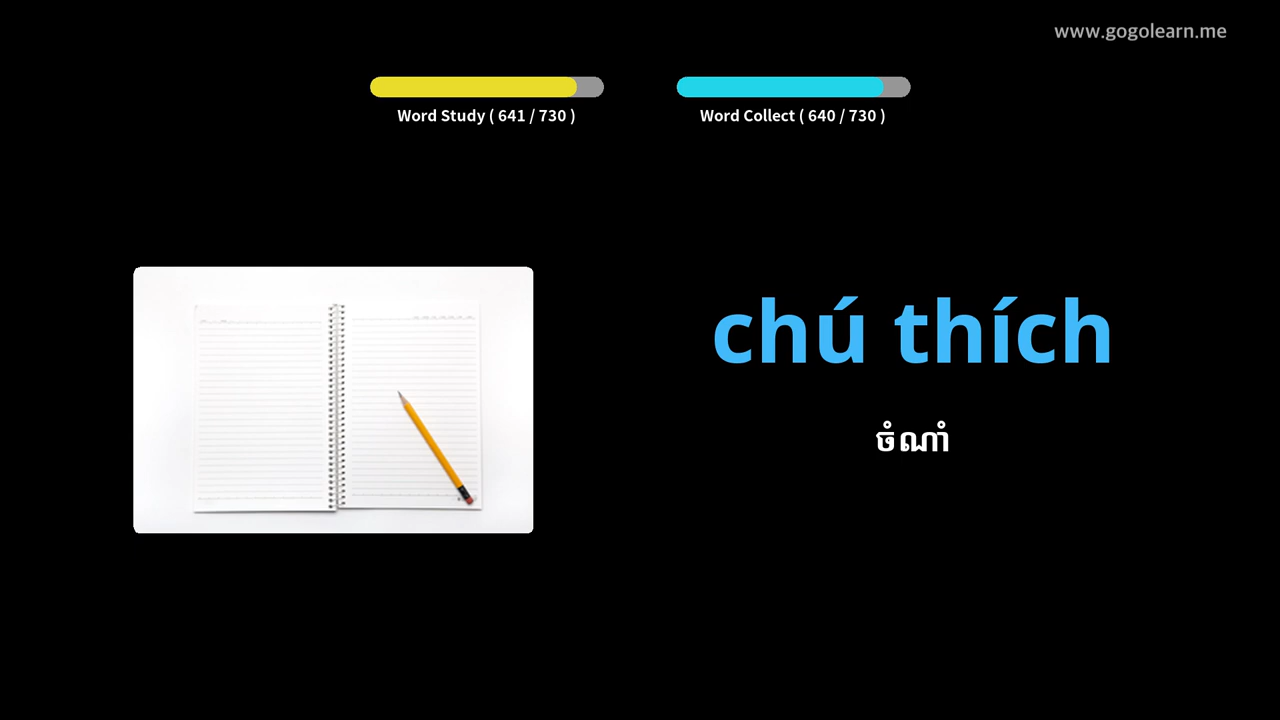 www.gogolearn.me
Word Study ( 641 / 730 )
Word Collect ( 640 / 730 )
chú thích
ចំណាំ